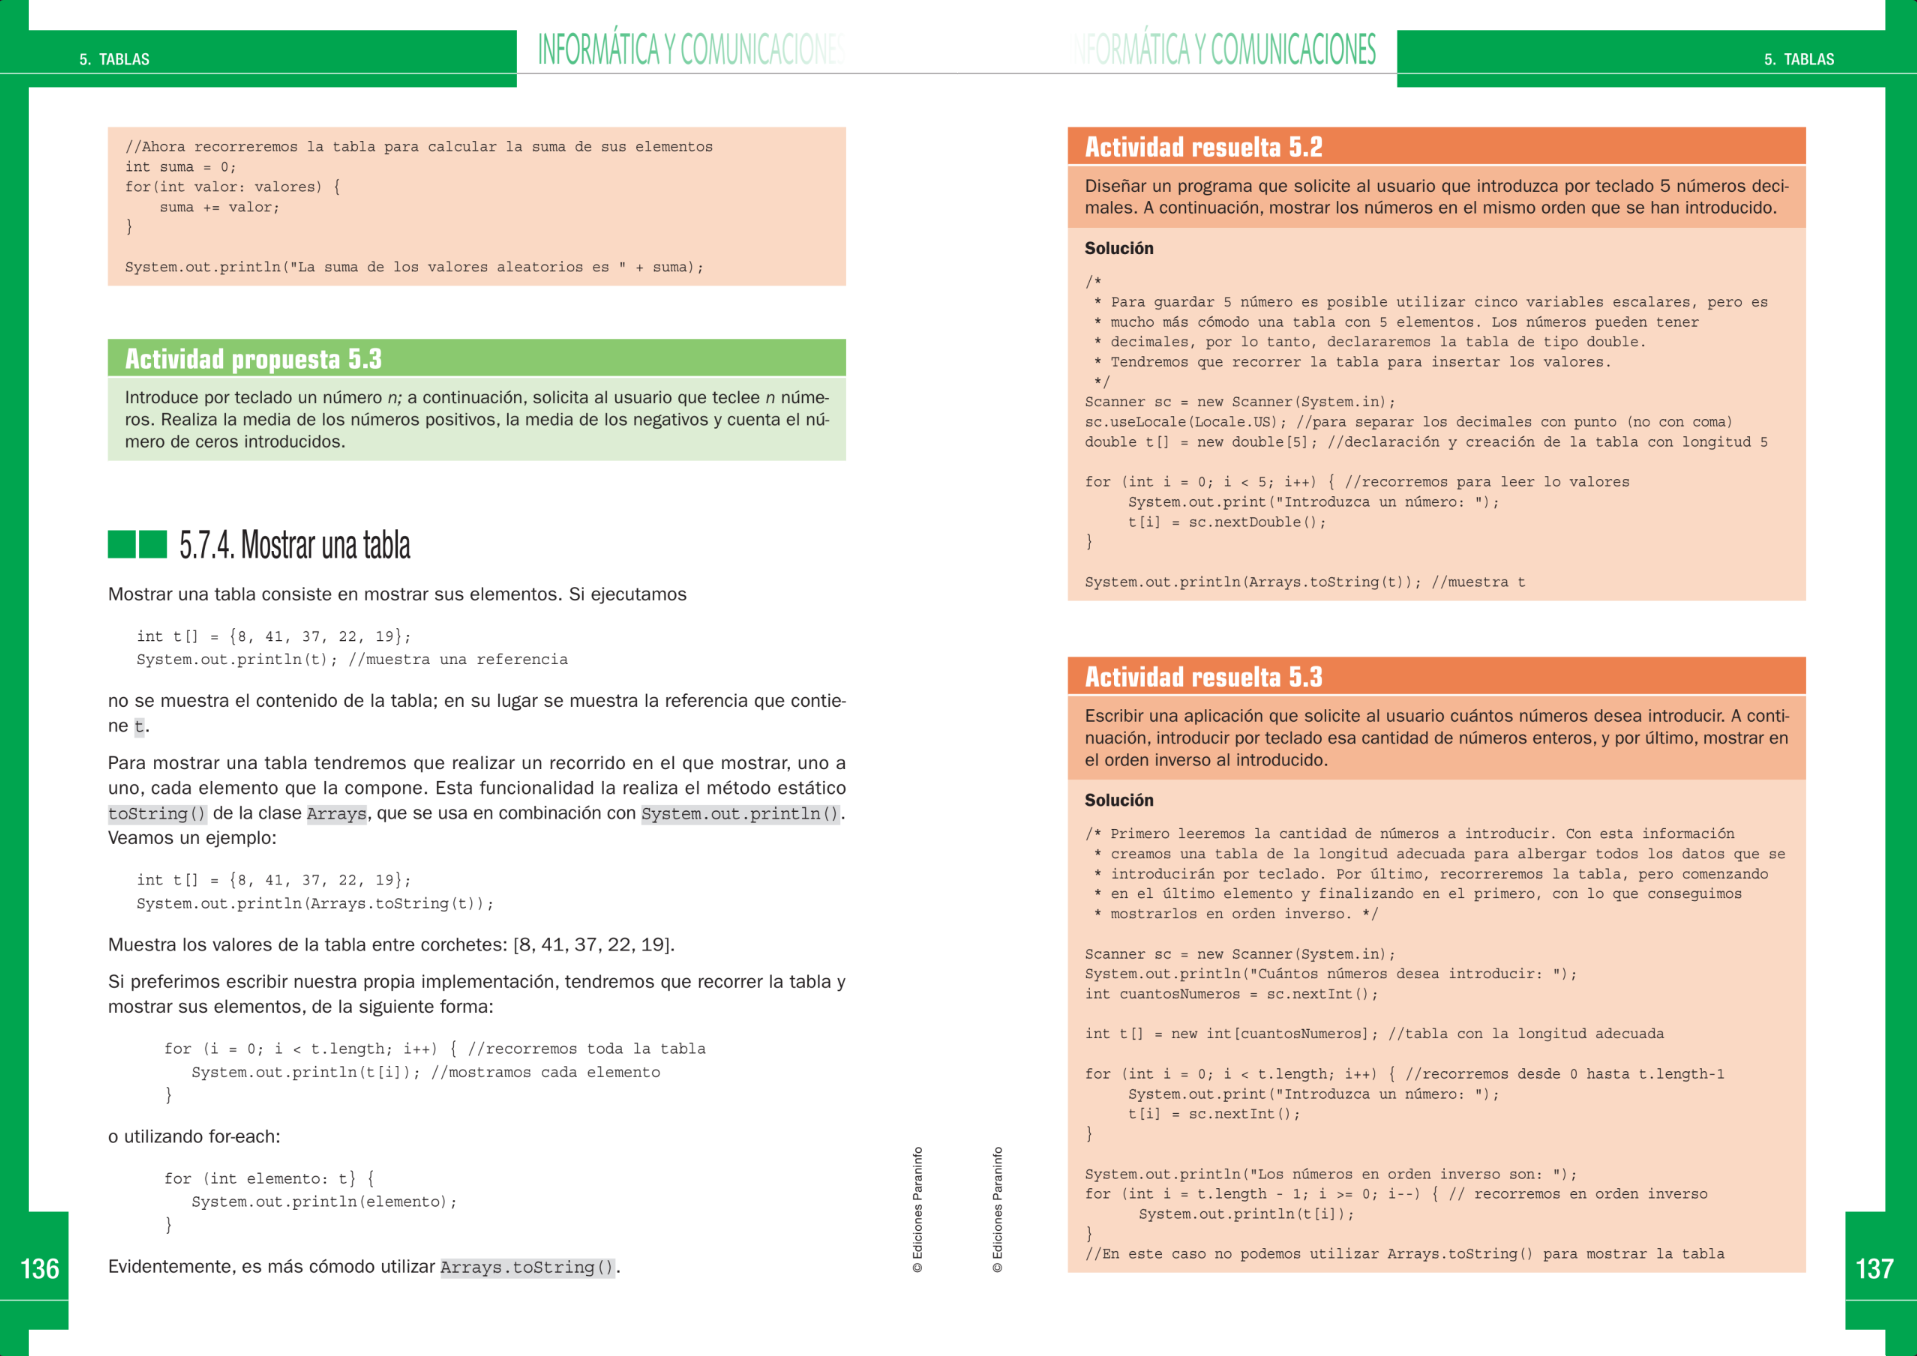 5. TABLAS
INFORMÁTICA Y COMUNICACIONES
//Ahora recorreremos la tabla para calcular la suma de sus elementos
int suma = 0;
for(int valor: valores) {
    suma += valor;
}
System.out.println("La suma de los valores aleatorios es " + suma);
Actividad propuesta 5.3
Introduce por teclado un número n; a continuación, solicita al usuario que teclee n núme-
ros. Realiza la media de los números positivos, la media de los negativos y cuenta el nú-
mero de ceros introducidos.
5.7.4. Mostrar una tabla
Mostrar una tabla consiste en mostrar sus elementos. Si ejecutamos
int t[] = {8, 41, 37, 22, 19};
System.out.println(t); //muestra una referencia
no se muestra el contenido de la tabla; en su lugar se muestra la referencia que contie-
ne t.
Para mostrar una tabla tendremos que realizar un recorrido en el que mostrar, uno a
uno, cada elemento que la compone. Esta funcionalidad la realiza el método estático
toString() de la clase Arrays, que se usa en combinación con System.out.println().
Veamos un ejemplo:
int t[] = {8, 41, 37, 22, 19};
System.out.println(Arrays.toString(t));
Muestra los valores de la tabla entre corchetes: [8, 41, 37, 22, 19].
Si preferimos escribir nuestra propia implementación, tendremos que recorrer la tabla y
mostrar sus elementos, de la siguiente forma:
for (i = 0; i < t.length; i++) { //recorremos toda la tabla
   System.out.println(t[i]); //mostramos cada elemento
}
o utilizando for-each:
for (int elemento: t} {
   System.out.println(elemento);
}
Evidentemente, es más cómodo utilizar Arrays.toString().
136
© Ediciones Paraninfo
INFORMÁTICA Y COMUNICACIONES
5. TABLAS
Actividad resuelta 5.2
Diseñar un programa que solicite al usuario que introduzca por teclado 5 números deci-
males. A continuación, mostrar los números en el mismo orden que se han introducido.
Solución
/*
 * Para guardar 5 número es posible utilizar cinco variables escalares, pero es
 * mucho más cómodo una tabla con 5 elementos. Los números pueden tener
 * decimales, por lo tanto, declararemos la tabla de tipo double.
 * Tendremos que recorrer la tabla para insertar los valores.
 */
Scanner sc = new Scanner(System.in);
sc.useLocale(Locale.US); //para separar los decimales con punto (no con coma)
double t[] = new double[5]; //declaración y creación de la tabla con longitud 5
for (int i = 0; i < 5; i++) { //recorremos para leer lo valores
     System.out.print("Introduzca un número: ");
     t[i] = sc.nextDouble();
}
System.out.println(Arrays.toString(t)); //muestra t
Actividad resuelta 5.3
Escribir una aplicación que solicite al usuario cuántos números desea introducir. A conti-
nuación, introducir por teclado esa cantidad de números enteros, y por último, mostrar en
el orden inverso al introducido.
Solución
/* Primero leeremos la cantidad de números a introducir. Con esta información
 * creamos una tabla de la longitud adecuada para albergar todos los datos que se
 * introducirán por teclado. Por último, recorreremos la tabla, pero comenzando
 * en el último elemento y finalizando en el primero, con lo que conseguimos
 * mostrarlos en orden inverso. */
Scanner sc = new Scanner(System.in);
System.out.println("Cuántos números desea introducir: ");
int cuantosNumeros = sc.nextInt();
int t[] = new int[cuantosNumeros]; //tabla con la longitud adecuada
for (int i = 0; i < t.length; i++) { //recorremos desde 0 hasta t.length-1
     System.out.print("Introduzca un número: ");
     t[i] = sc.nextInt();
}
System.out.println("Los números en orden inverso son: ");
for (int i = t.length - 1; i >= 0; i--) { // recorremos en orden inverso
      System.out.println(t[i]);
}
//En este caso no podemos utilizar Arrays.toString() para mostrar la tabla
© Ediciones Paraninfo
137